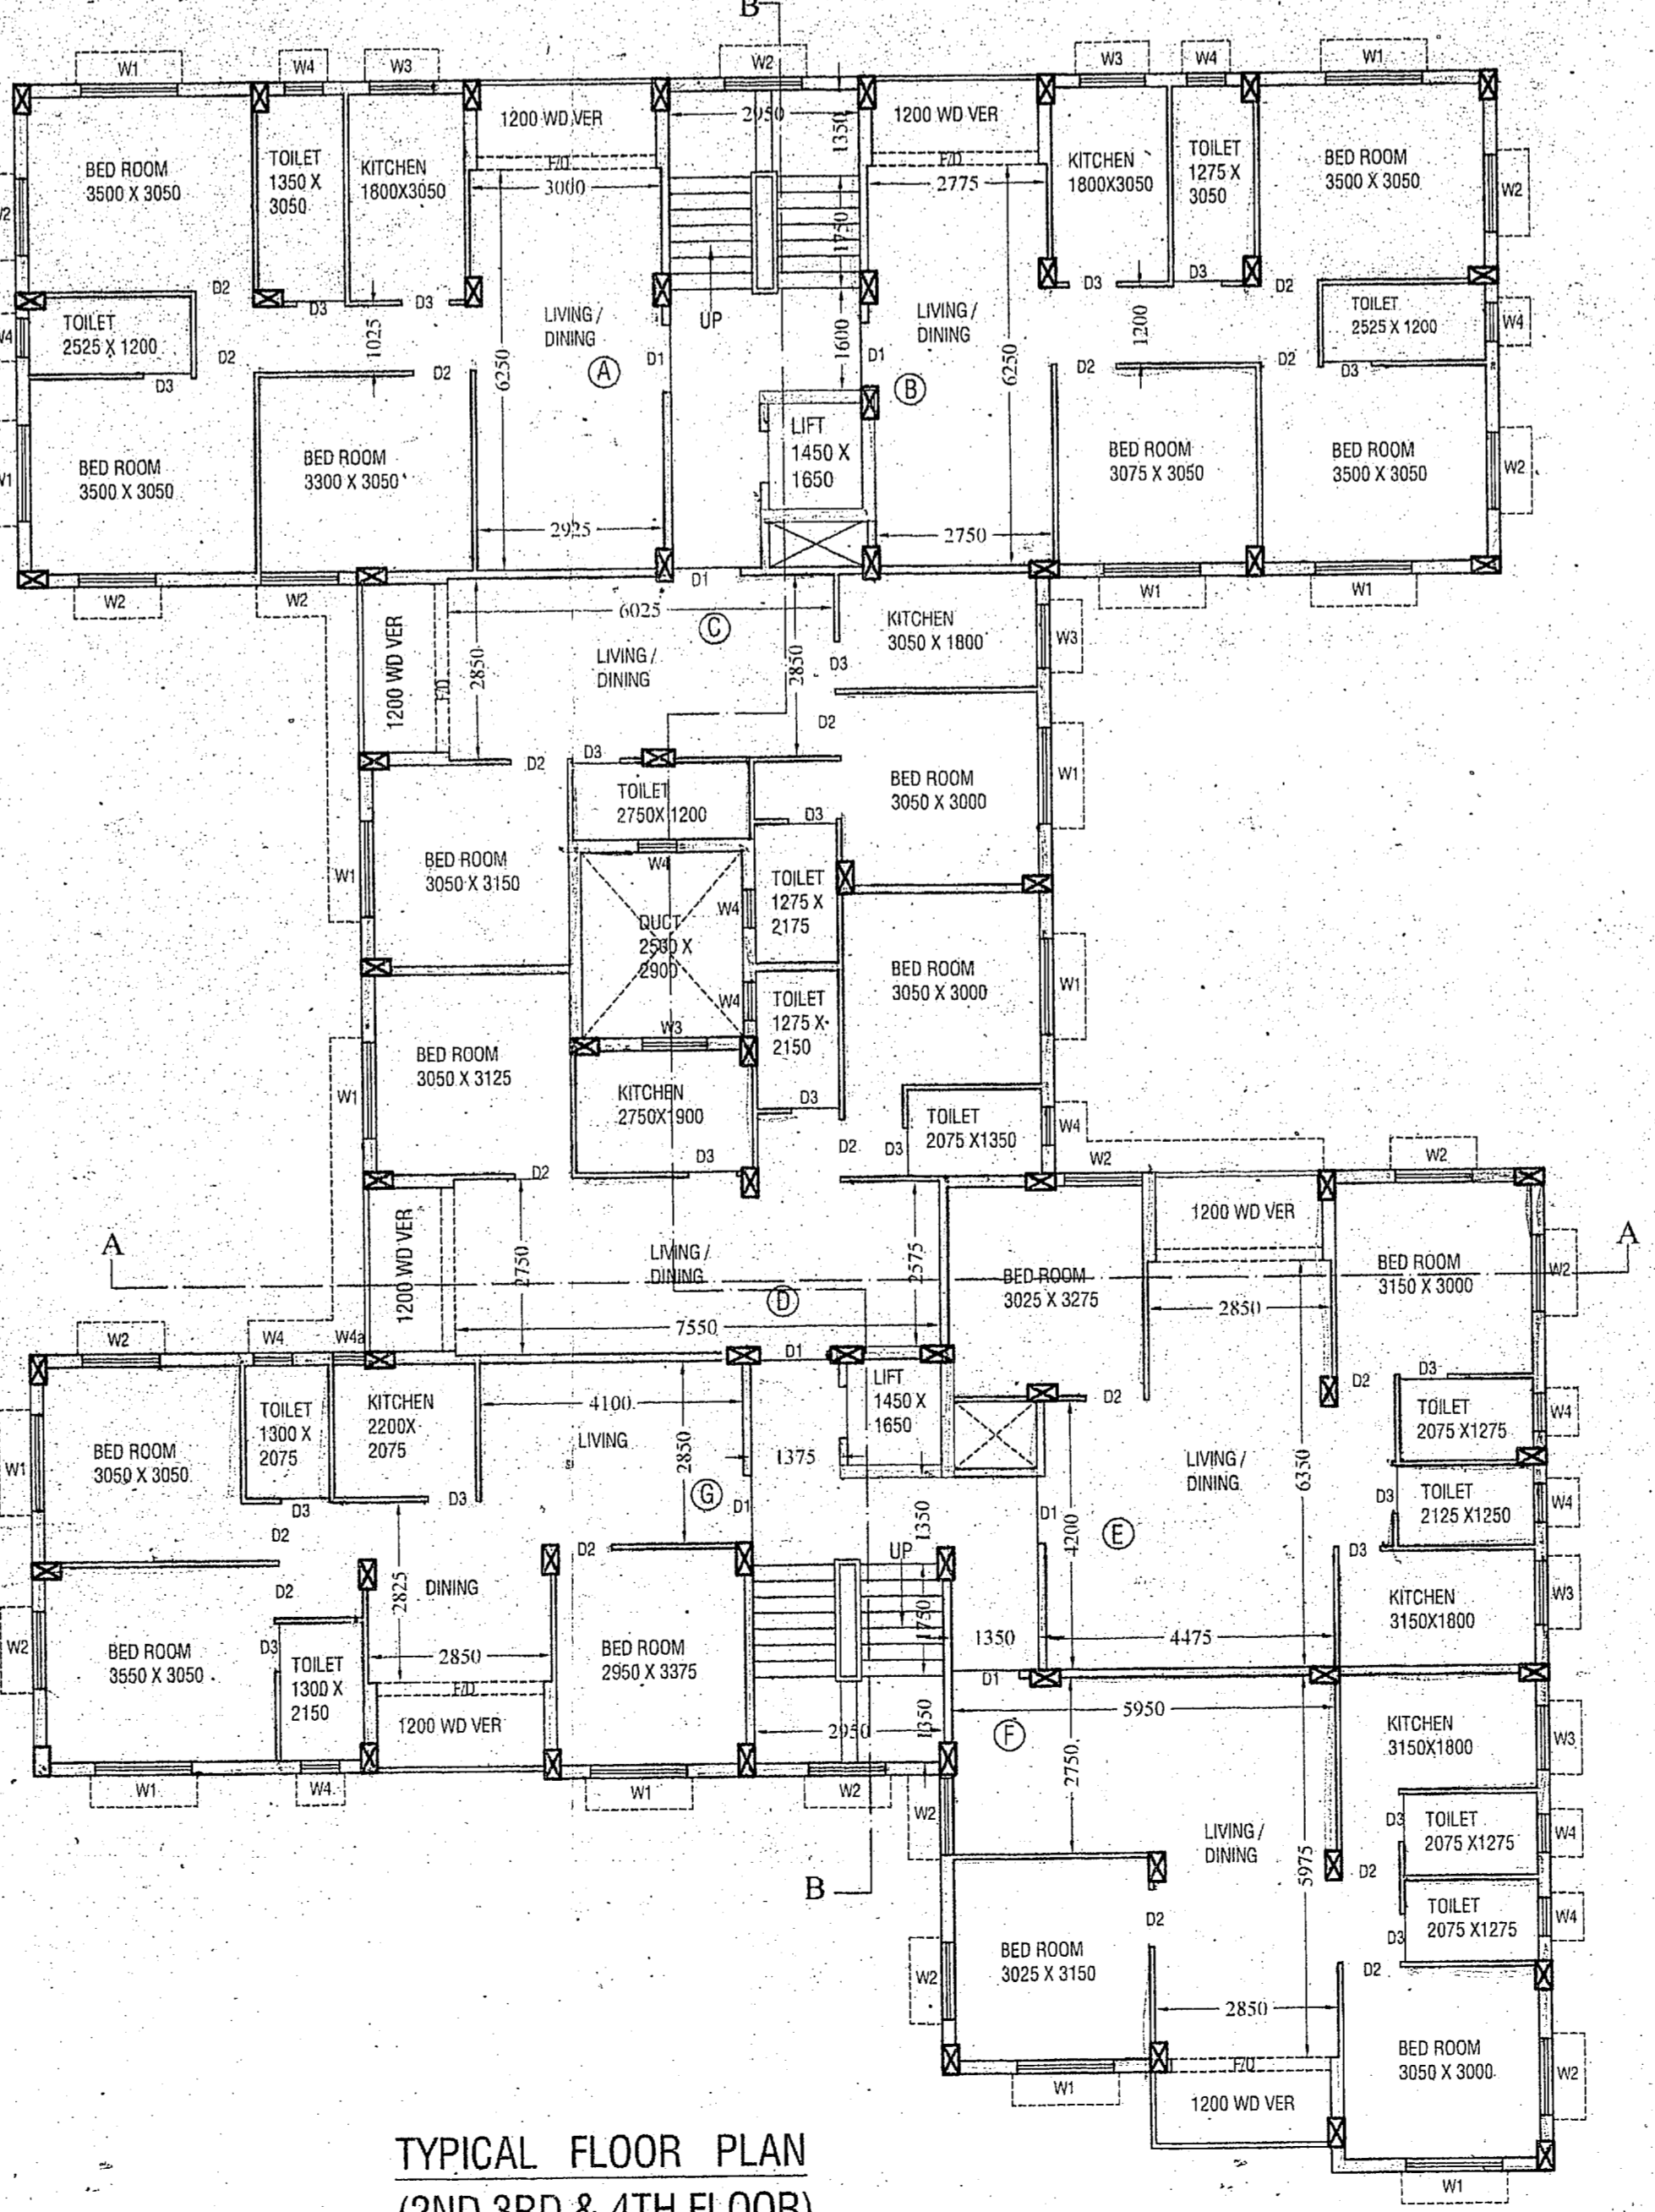 B
W1
W4
W3
W2
W3
W4
W1
1200 WD VER
2950
1350
1200 WD VER
BED ROOM
3500 X 3050
TOILET
1350 X
3050
KITCHEN
1800X3050
F/D
3000
F/D
2775
KITCHEN
1800X3050
TOILET
1275 X
3050
BED ROOM
3500 X 3050
W2
W2
1750
D2
D3
D3
UP
D3
D3
D2
TOILET
2525 X 1200
W4
D2
D3
1025
D2
LIVING /
DINING
6250
A
D1
1600
D1
LIVING /
DINING
6250
B
1200
D2
D2
TOILET
2525 X 1200
D3
W4
LIFT
1450 X
1650
BED ROOM
3500 X 3050
W1
BED ROOM
3300 X 3050
2925
2750
BED ROOM
3075 X 3050
BED ROOM
3500 X 3050
W2
W2
W2
D1
W1
W1
1200 WD VER
F/D
2850
6025
C
LIVING /
DINING
2850
KITCHEN
3050 X 1800
D3
W3
D2
D2
D3
TOILET
2750X 1200
BED ROOM
3050 X 3000
W1
D3
BED ROOM
3050 X 3150
W1
W4
DUCT
2500 X
2900
W4
TOILET
1275 X
2175
W4
W3
TOILET
1275 X
2150
BED ROOM
3050 X 3000
W1
BED ROOM
3050 X 3125
W1
KITCHEN
2750X1900
D3
D3
D2
D2
D3
TOILET
2075 X1350
W4
W2
W2
A
1200 WD VER
2750
LIVING /
DINING
D
7550
2575
BED ROOM
3025 X 3275
1200 WD VER
2850
BED ROOM
3150 X 3000
W2
A
W2
W4
W4a
D1
LIFT
1450 X
1650
D2
D2
D3
TOILET
2075 X1275
W4
BED ROOM
3050 X 3050
W1
TOILET
1300 X
2075
KITCHEN
2200X
2075
4100
LIVING
2850
1375
G
D1
D3
D3
D2
1350
D1
4200
E
LIVING /
DINING
6350
D3
TOILET
2125 X1250
W4
D3
D2
D2
DINING
2825
UP
1750
KITCHEN
3150X1800
W3
BED ROOM
3550 X 3050
W2
D3
TOILET
1300 X
2150
2850
F/D
1200 WD VER
BED ROOM
2950 X 3375
1350
4475
D1
2950
1350
5950
F
2750
KITCHEN
3150X1800
W3
W1
W4
W1
W2
W2
LIVING /
DINING
5975
D3
TOILET
2075 X1275
W4
D2
B
D2
TOILET
2075 X1275
D3
W4
D2
BED ROOM
3025 X 3150
W2
2850
F/D
BED ROOM
3050 X 3000
W2
W1
1200 WD VER
W1
TYPICAL FLOOR PLAN
(2ND,3RD & 4TH FLOOR)